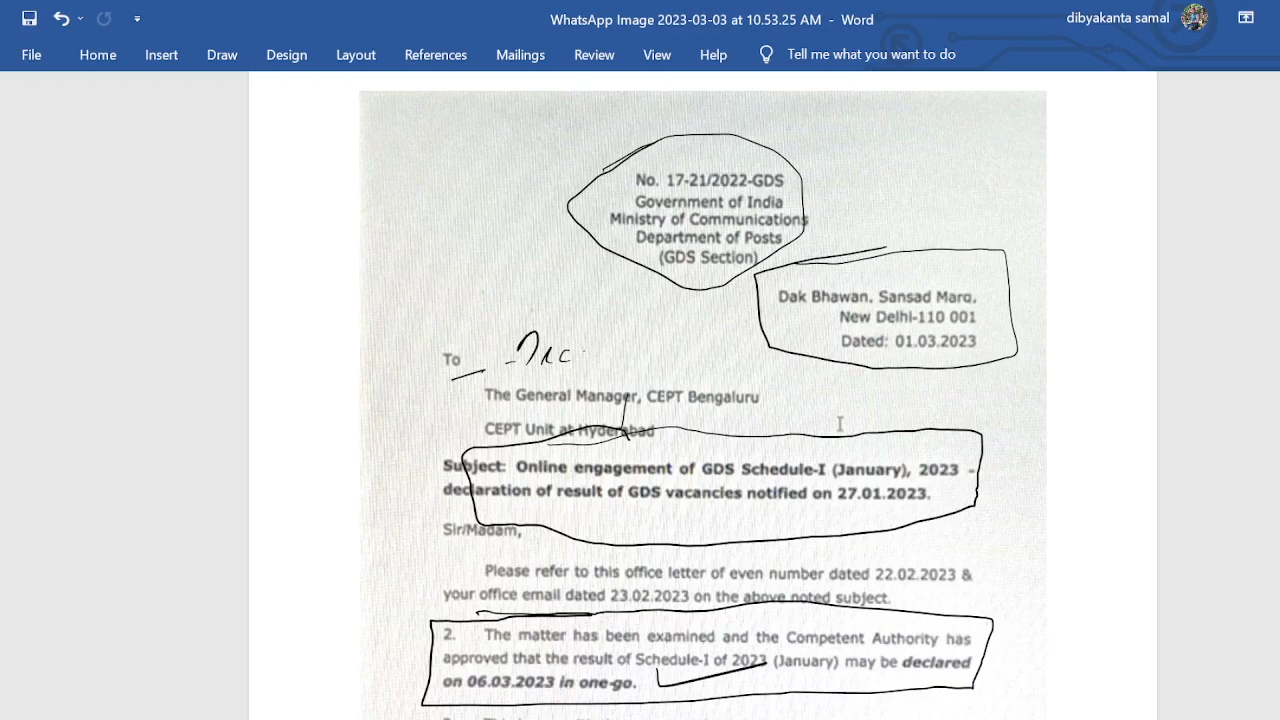 WhatsApp Image 2023-03-03 at 10.53.25 AM - Word
dibyakanta samal
File Home Insert Draw Design Layout References Mailings Review View Help Tell me what you want to do
No. 17-21/2022-GDS
Government of India
Ministry of Communications
Department of Posts
(GDS Section)
Dak Bhawan, Sansad Marg,
New Delhi-110 001
Dated: 01.03.2023
To
The General Manager, CEPT Bengaluru
CEPT Unit at Hyderabad
Subject: Online engagement of GDS Schedule-I (January), 2023 -
declaration of result of GDS vacancies notified on 27.01.2023.
Sir/Madam,
Please refer to this office letter of even number dated 22.02.2023 &
your office email dated 23.02.2023 on the above noted subject.
2. The matter has been examined and the Competent Authority has
approved that the result of Schedule-I of 2023 (January) may be declared
on 06.03.2023 in one-go.